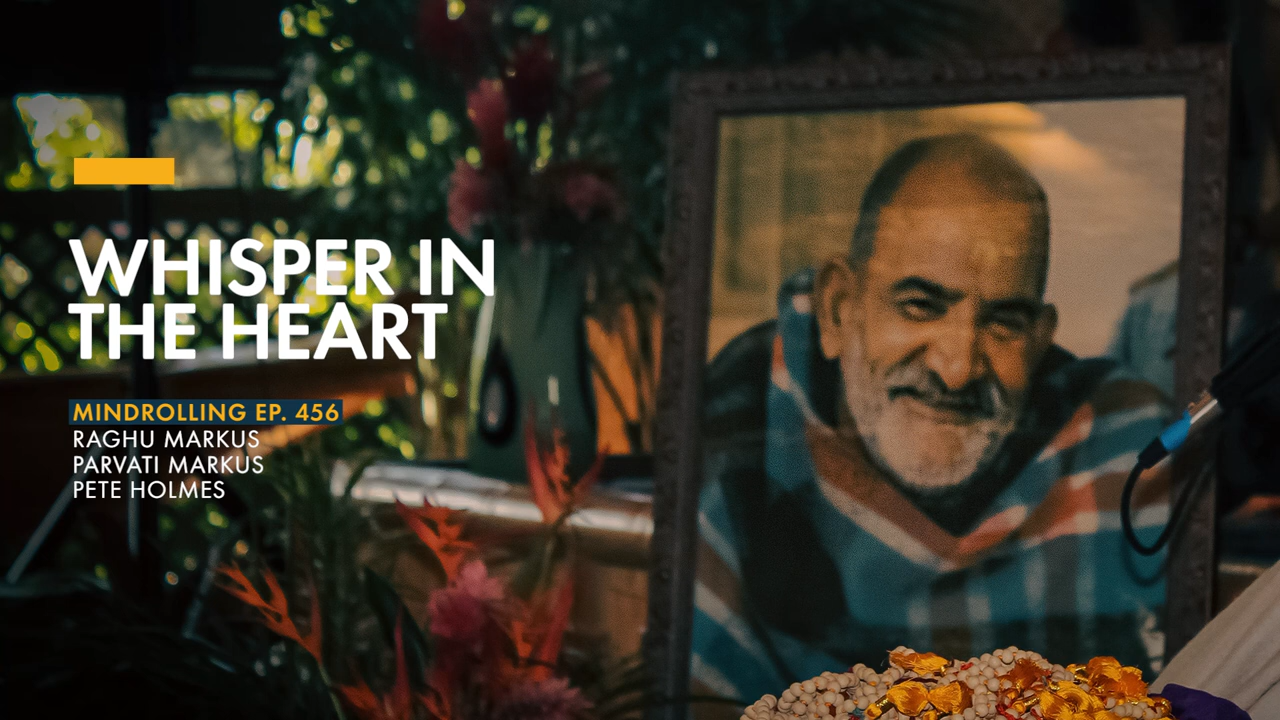 WHISPER IN
THE HEART
MINDROLLING EP. 456
RAGHU MARKUS
PARVATI MARKUS
PETE HOLMES